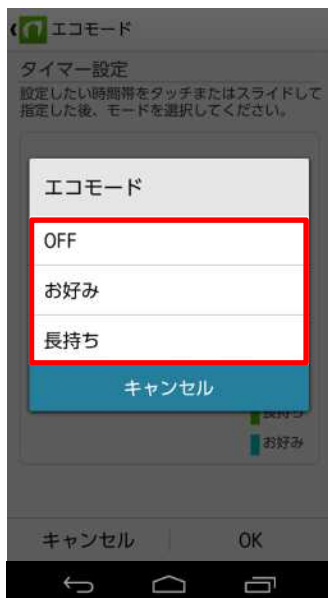 エコモード
タイマー設定
設定したい時間帯をタッチまたはスライドして
指定した後、モードを選択してください。
エコモード
OFF
お好み
長持ち
キャンセル
長持ち
お好み
キャンセル
OK